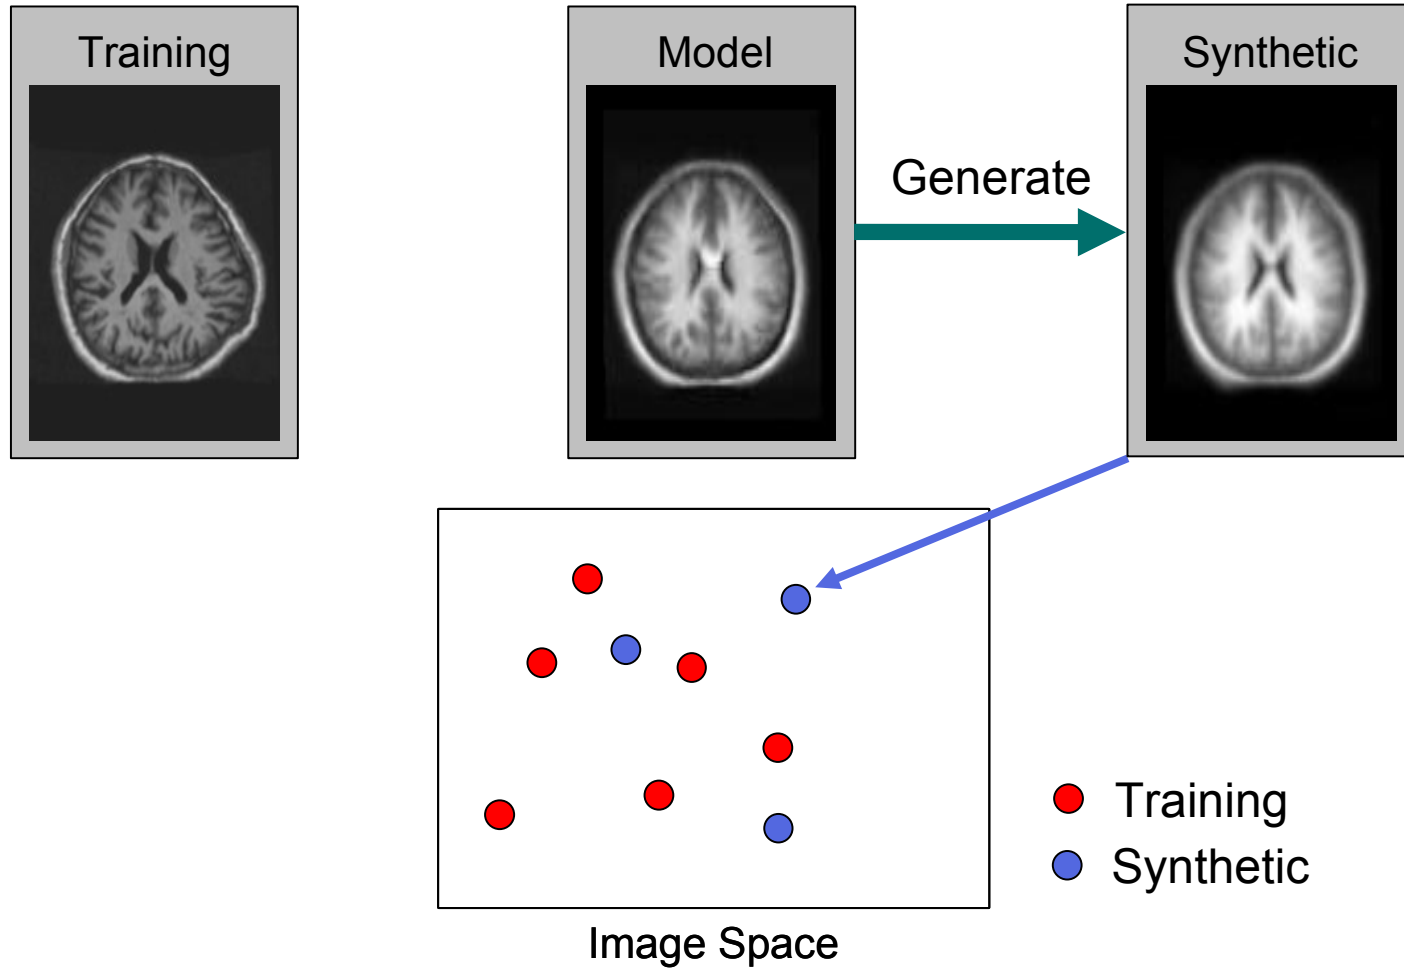 Training
Model
Synthetic
Generate
Training
Synthetic
Image Space